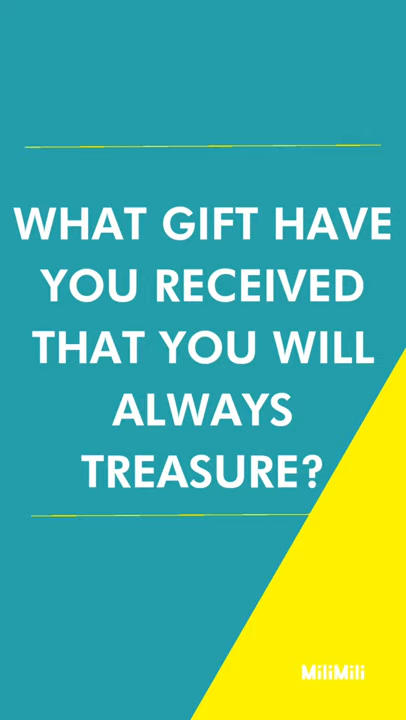 WHAT GIFT HAVE
YOU RECEIVED
THAT YOU WILL
ALWAYS
TREASURE?
MiliMili